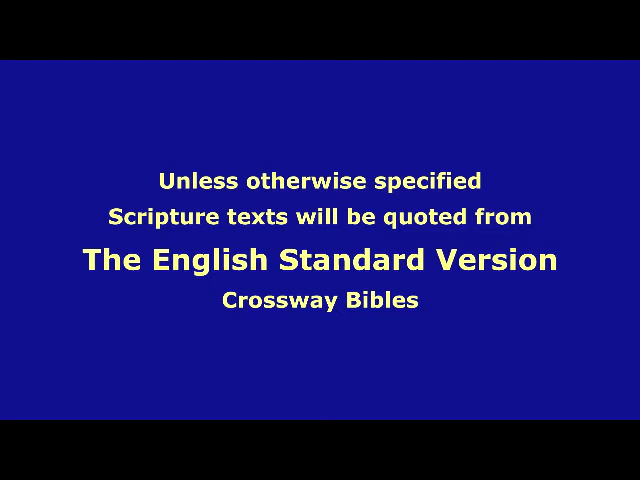 Unless otherwise specified
Scripture texts will be quoted from
The English Standard Version
Crossway Bibles